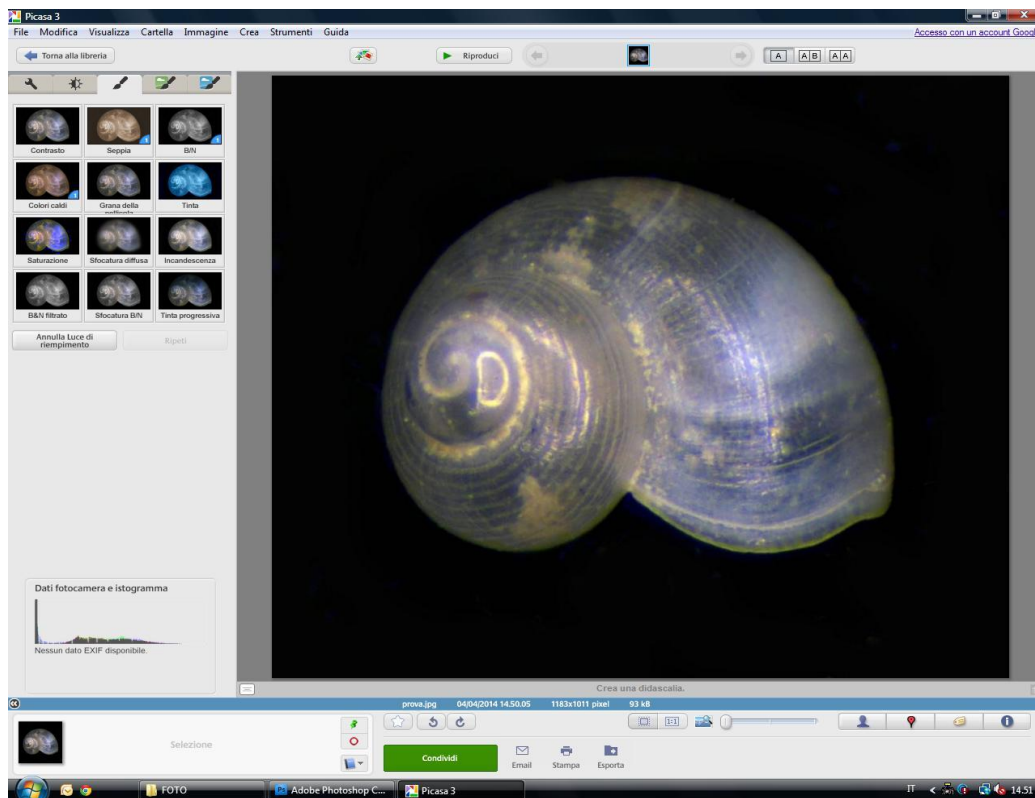 Picasa 3
File Modifica Visualizza Cartella Immagine Crea Strumenti Guida
Accesso con un account Goog
Torna alla libreria
Riproduci
A AB AA
Contrasto Seppia B/N
Colori caldi Grana della pellicola Tinta
Saturazione Sfocatura diffusa Incandescenza
B&N filtrato Sfocatura B/N Tinta progressiva
Annulla Luce di
riempimento
Ripeti
Dati fotocamera e istogramma
Nessun dato EXIF disponibile.
Crea una didascalia.
prova.jpg 04/04/2014 14.50.05 1183x1011 pixel 93 kB
Selezione
1:1
Condividi
Email Stampa Esporta
FOTO
Adobe Photoshop C...
Picasa 3
IT
14.51